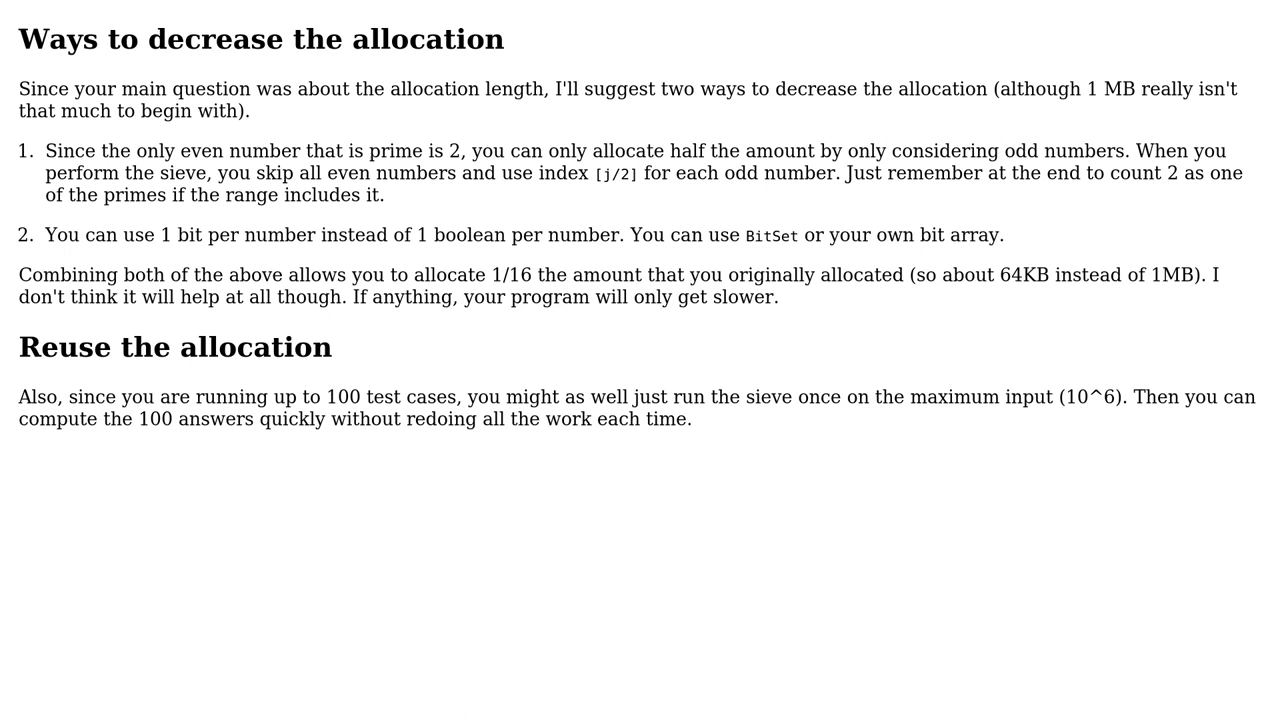 Ways to decrease the allocation
Since your main question was about the allocation length, I'll suggest two ways to decrease the allocation (although 1 MB really isn't
that much to begin with).
1. Since the only even number that is prime is 2, you can only allocate half the amount by only considering odd numbers. When you
perform the sieve, you skip all even numbers and use index [j/2] for each odd number. Just remember at the end to count 2 as one
of the primes if the range includes it.
2. You can use 1 bit per number instead of 1 boolean per number. You can use BitSet or your own bit array.
Combining both of the above allows you to allocate 1/16 the amount that you originally allocated (so about 64KB instead of 1MB). I
don't think it will help at all though. If anything, your program will only get slower.
Reuse the allocation
Also, since you are running up to 100 test cases, you might as well just run the sieve once on the maximum input (10^6). Then you can
compute the 100 answers quickly without redoing all the work each time.